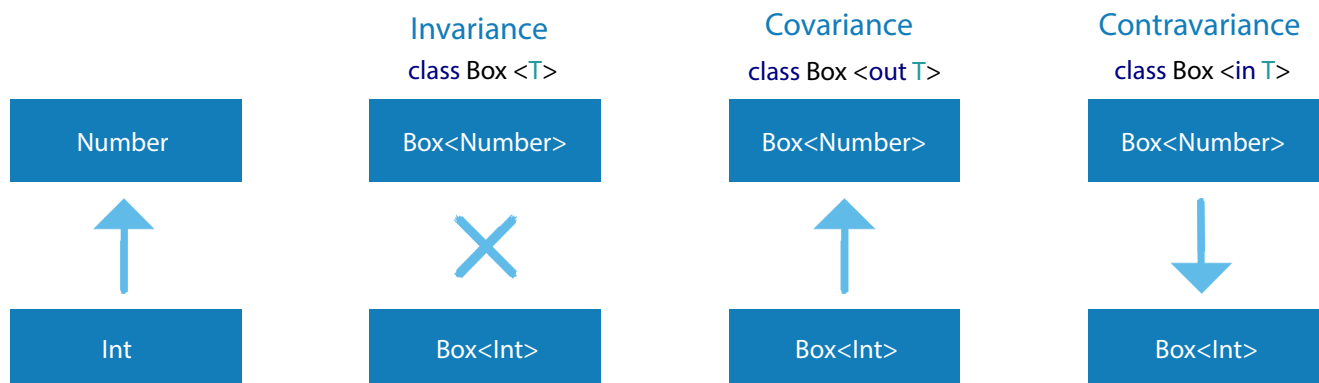 Invariance
class Box <T>
Covariance
class Box <out T>
Contravariance
class Box <in T>
Number
Box<Number>
Box<Number>
Box<Number>
Int
Box<Int>
Box<Int>
Box<Int>